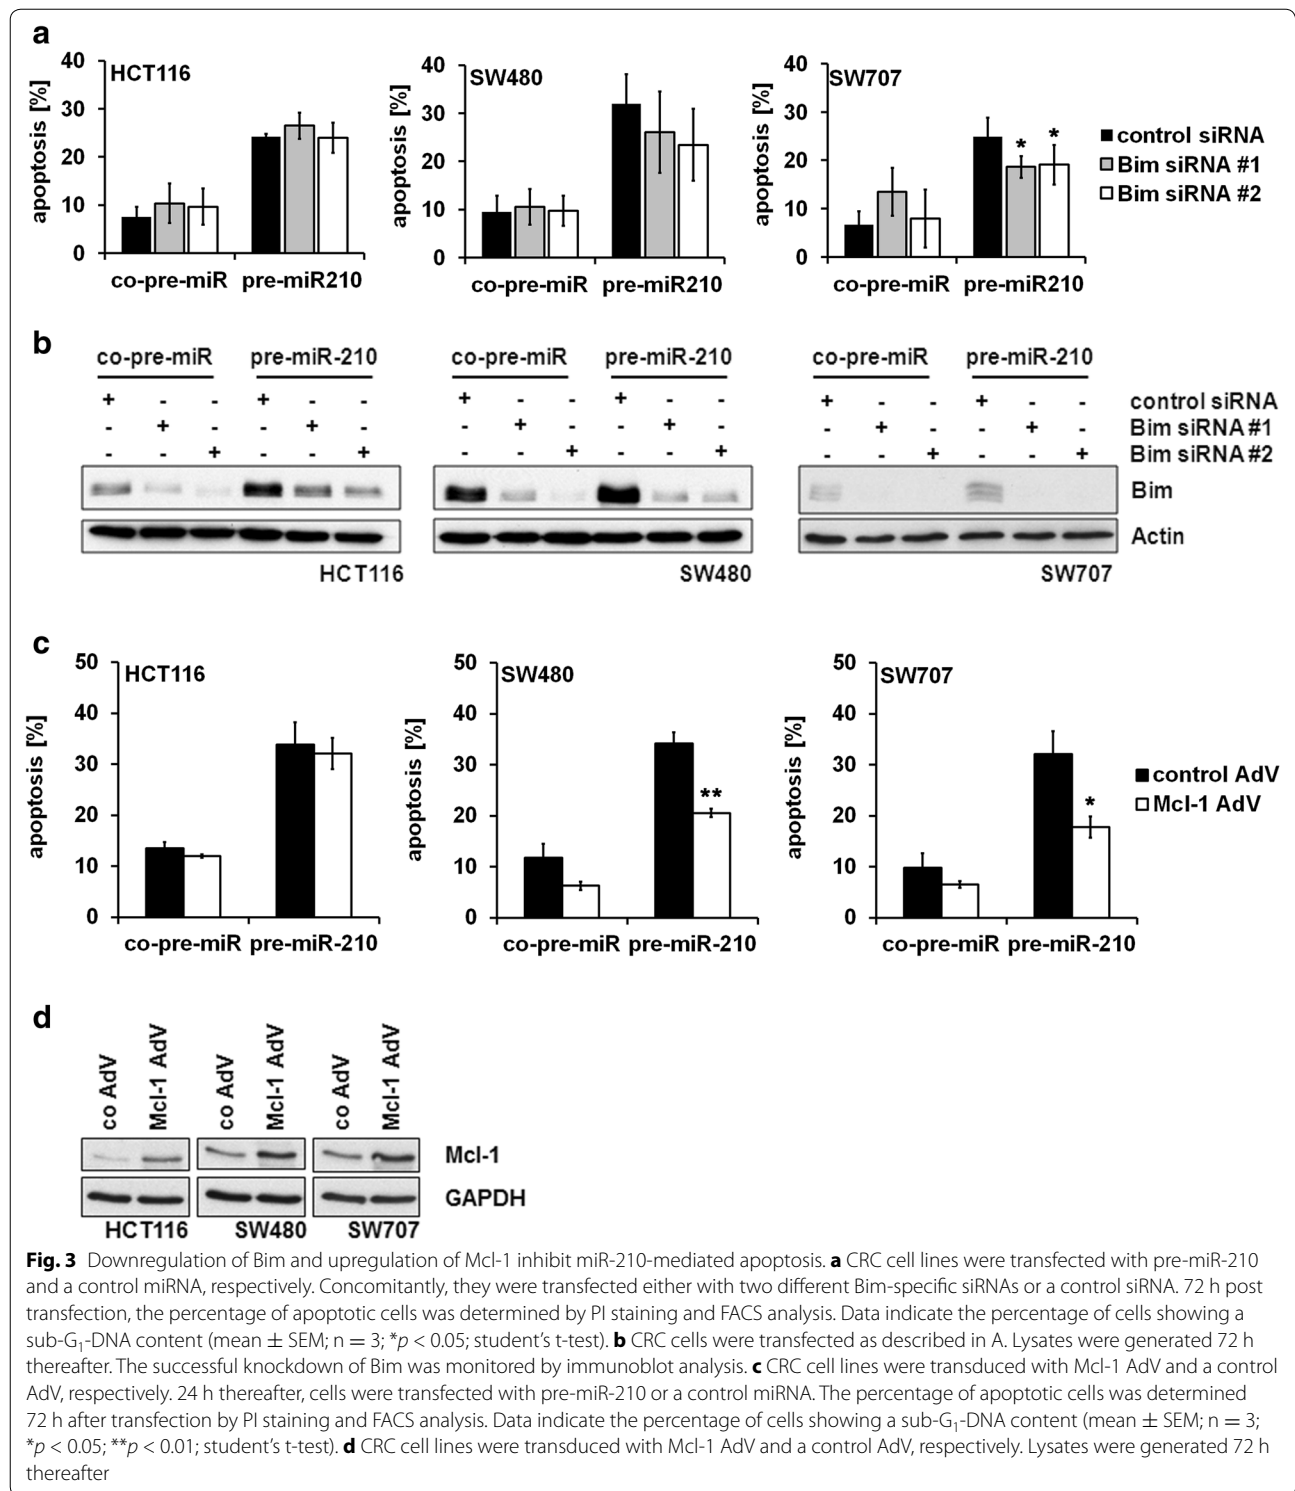 a
HCT116
SW480
SW707
apoptosis [%]
40
30
20
10
0
co-pre-miR pre-miR210
apoptosis [%]
40
30
20
10
0
co-pre-miR pre-miR210
apoptosis [%]
40
30
20
10
0
* *
co-pre-miR pre-miR210
control siRNA
Bim siRNA #1
Bim siRNA #2
b
co-pre-miR pre-miR-210 co-pre-miR pre-miR-210 co-pre-miR pre-miR-210
+ - - + - - + - - + - - + - - + - - control siRNA
- + - - + - - + - - + - - + - - + - Bim siRNA #1
- - + - - + - - + - - + - - + - - + Bim siRNA #2
Bim
Actin
HCT116 SW480 SW707
c
HCT116
SW480
SW707
apoptosis [%]
50
40
30
20
10
0
co-pre-miR pre-miR-210
apoptosis [%]
50
40
30
20
10
0
**
co-pre-miR pre-miR-210
apoptosis [%]
50
40
30
20
10
0
*
co-pre-miR pre-miR-210
control AdV
Mcl-1 AdV
d
co AdV
Mcl-1 AdV
co AdV
Mcl-1 AdV
co AdV
Mcl-1 AdV
Mcl-1
GAPDH
HCT116 SW480 SW707
Fig. 3 Downregulation of Bim and upregulation of Mcl-1 inhibit miR-210-mediated apoptosis. a CRC cell lines were transfected with pre-miR-210
and a control miRNA, respectively. Concomitantly, they were transfected either with two different Bim-specific siRNAs or a control siRNA. 72 h post
transfection, the percentage of apoptotic cells was determined by PI staining and FACS analysis. Data indicate the percentage of cells showing a
sub-G1-DNA content (mean ± SEM; n = 3; *p < 0.05; student's t-test). b CRC cells were transfected as described in A. Lysates were generated 72 h
thereafter. The successful knockdown of Bim was monitored by immunoblot analysis. c CRC cell lines were transduced with Mcl-1 AdV and a control
AdV, respectively. 24 h thereafter, cells were transfected with pre-miR-210 or a control miRNA. The percentage of apoptotic cells was determined
72 h after transfection by PI staining and FACS analysis. Data indicate the percentage of cells showing a sub-G1-DNA content (mean ± SEM; n = 3;
*p < 0.05; **p < 0.01; student's t-test). d CRC cell lines were transduced with Mcl-1 AdV and a control AdV, respectively. Lysates were generated 72 h
thereafter